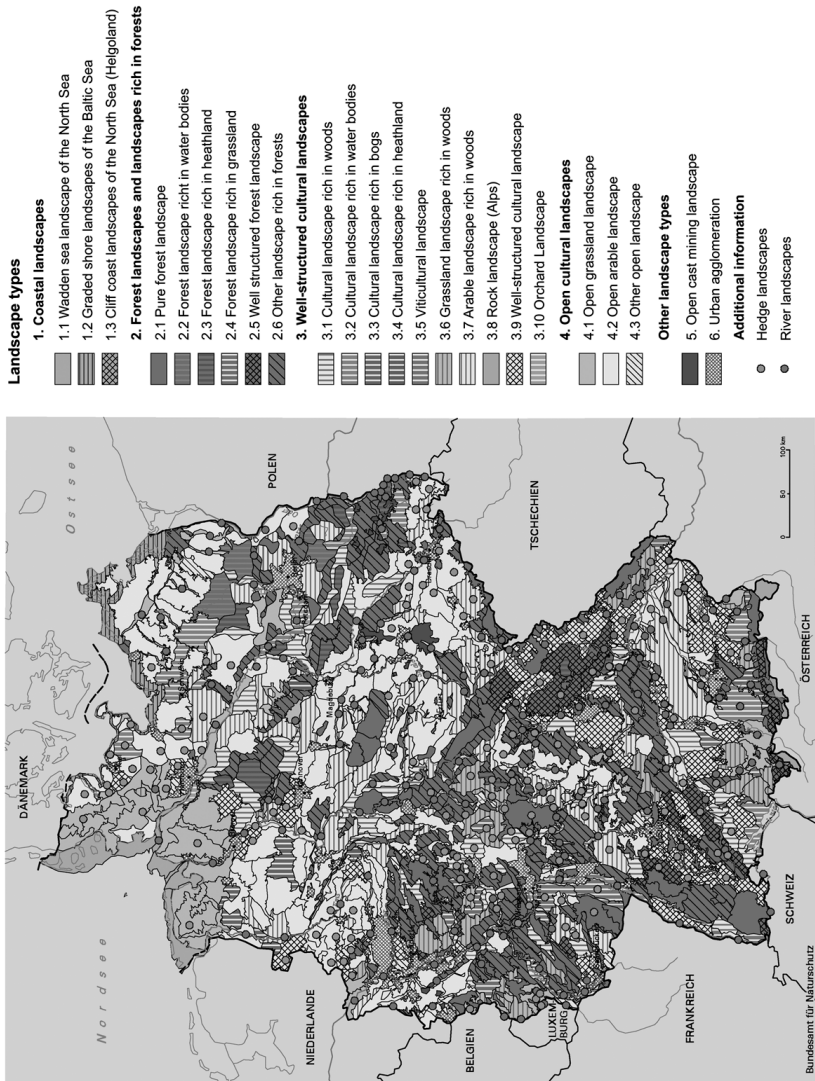 Landscape types
1. Coastal landscapes
1.1 Wadden sea landscape of the North Sea
1.2 Graded shore landscapes of the Baltic Sea
1.3 Cliff coast landscapes of the North Sea (Helgoland)
2. Forest landscapes and landscapes rich in forests
2.1 Pure forest landscape
2.2 Forest landscape richt in water bodies
2.3 Forest landscape rich in heathland
2.4 Forest landscape rich in grassland
2.5 Well structured forest landscape
2.6 Other landscape rich in forests
3. Well-structured cultural landscapes
3.1 Cultural landscape rich in woods
3.2 Cultural landscape rich in water bodies
3.3 Cultural landscape rich in bogs
3.4 Cultural landscape rich in heathland
3.5 Viticultural landscape
3.6 Grassland landscape rich in woods
3.7 Arable landscape rich in woods
3.8 Rock landscape (Alps)
3.9 Well-structured cultural landscape
3.10 Orchard Landscape
4. Open cultural landscapes
4.1 Open grassland landscape
4.2 Open arable landscape
4.3 Other open landscape
Other landscape types
5. Open cast mining landscape
6. Urban agglomeration
Additional information
Hedge landscapes
River landscapes
Nordsee
Ostsee
DÄNEMARK
POLEN
NIEDERLANDE
Magdeburg
BELGIEN
LUXEM
BURG
TSCHECHIEN
FRANKREICH
SCHWEIZ
ÖSTERREICH
0 50 100 km
Bundesamt für Naturschutz